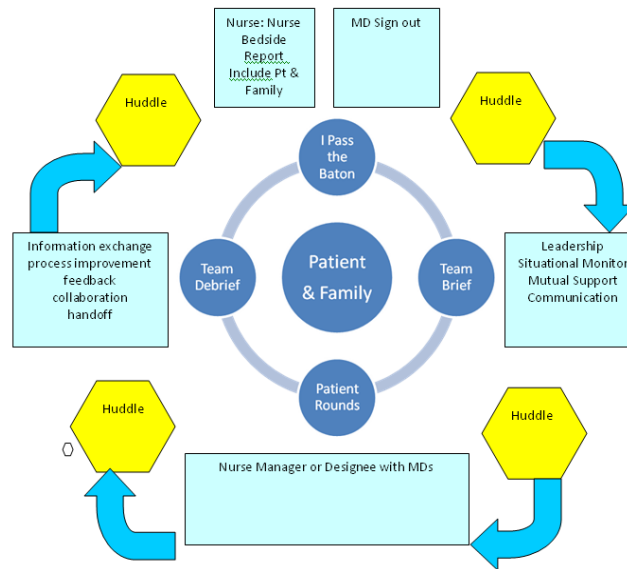 Nurse: Nurse
Bedside
Report
Include Pt &
Family
MD Sign out
Huddle
Huddle
I Pass
the
Baton
Information exchange
process improvement
feedback
collaboration
handoff
Team
Debrief
Patient
& Family
Team
Brief
Leadership
Situational Monitor
Mutual Support
Communication
Patient
Rounds
Huddle
Huddle
Nurse Manager or Designee with MDs